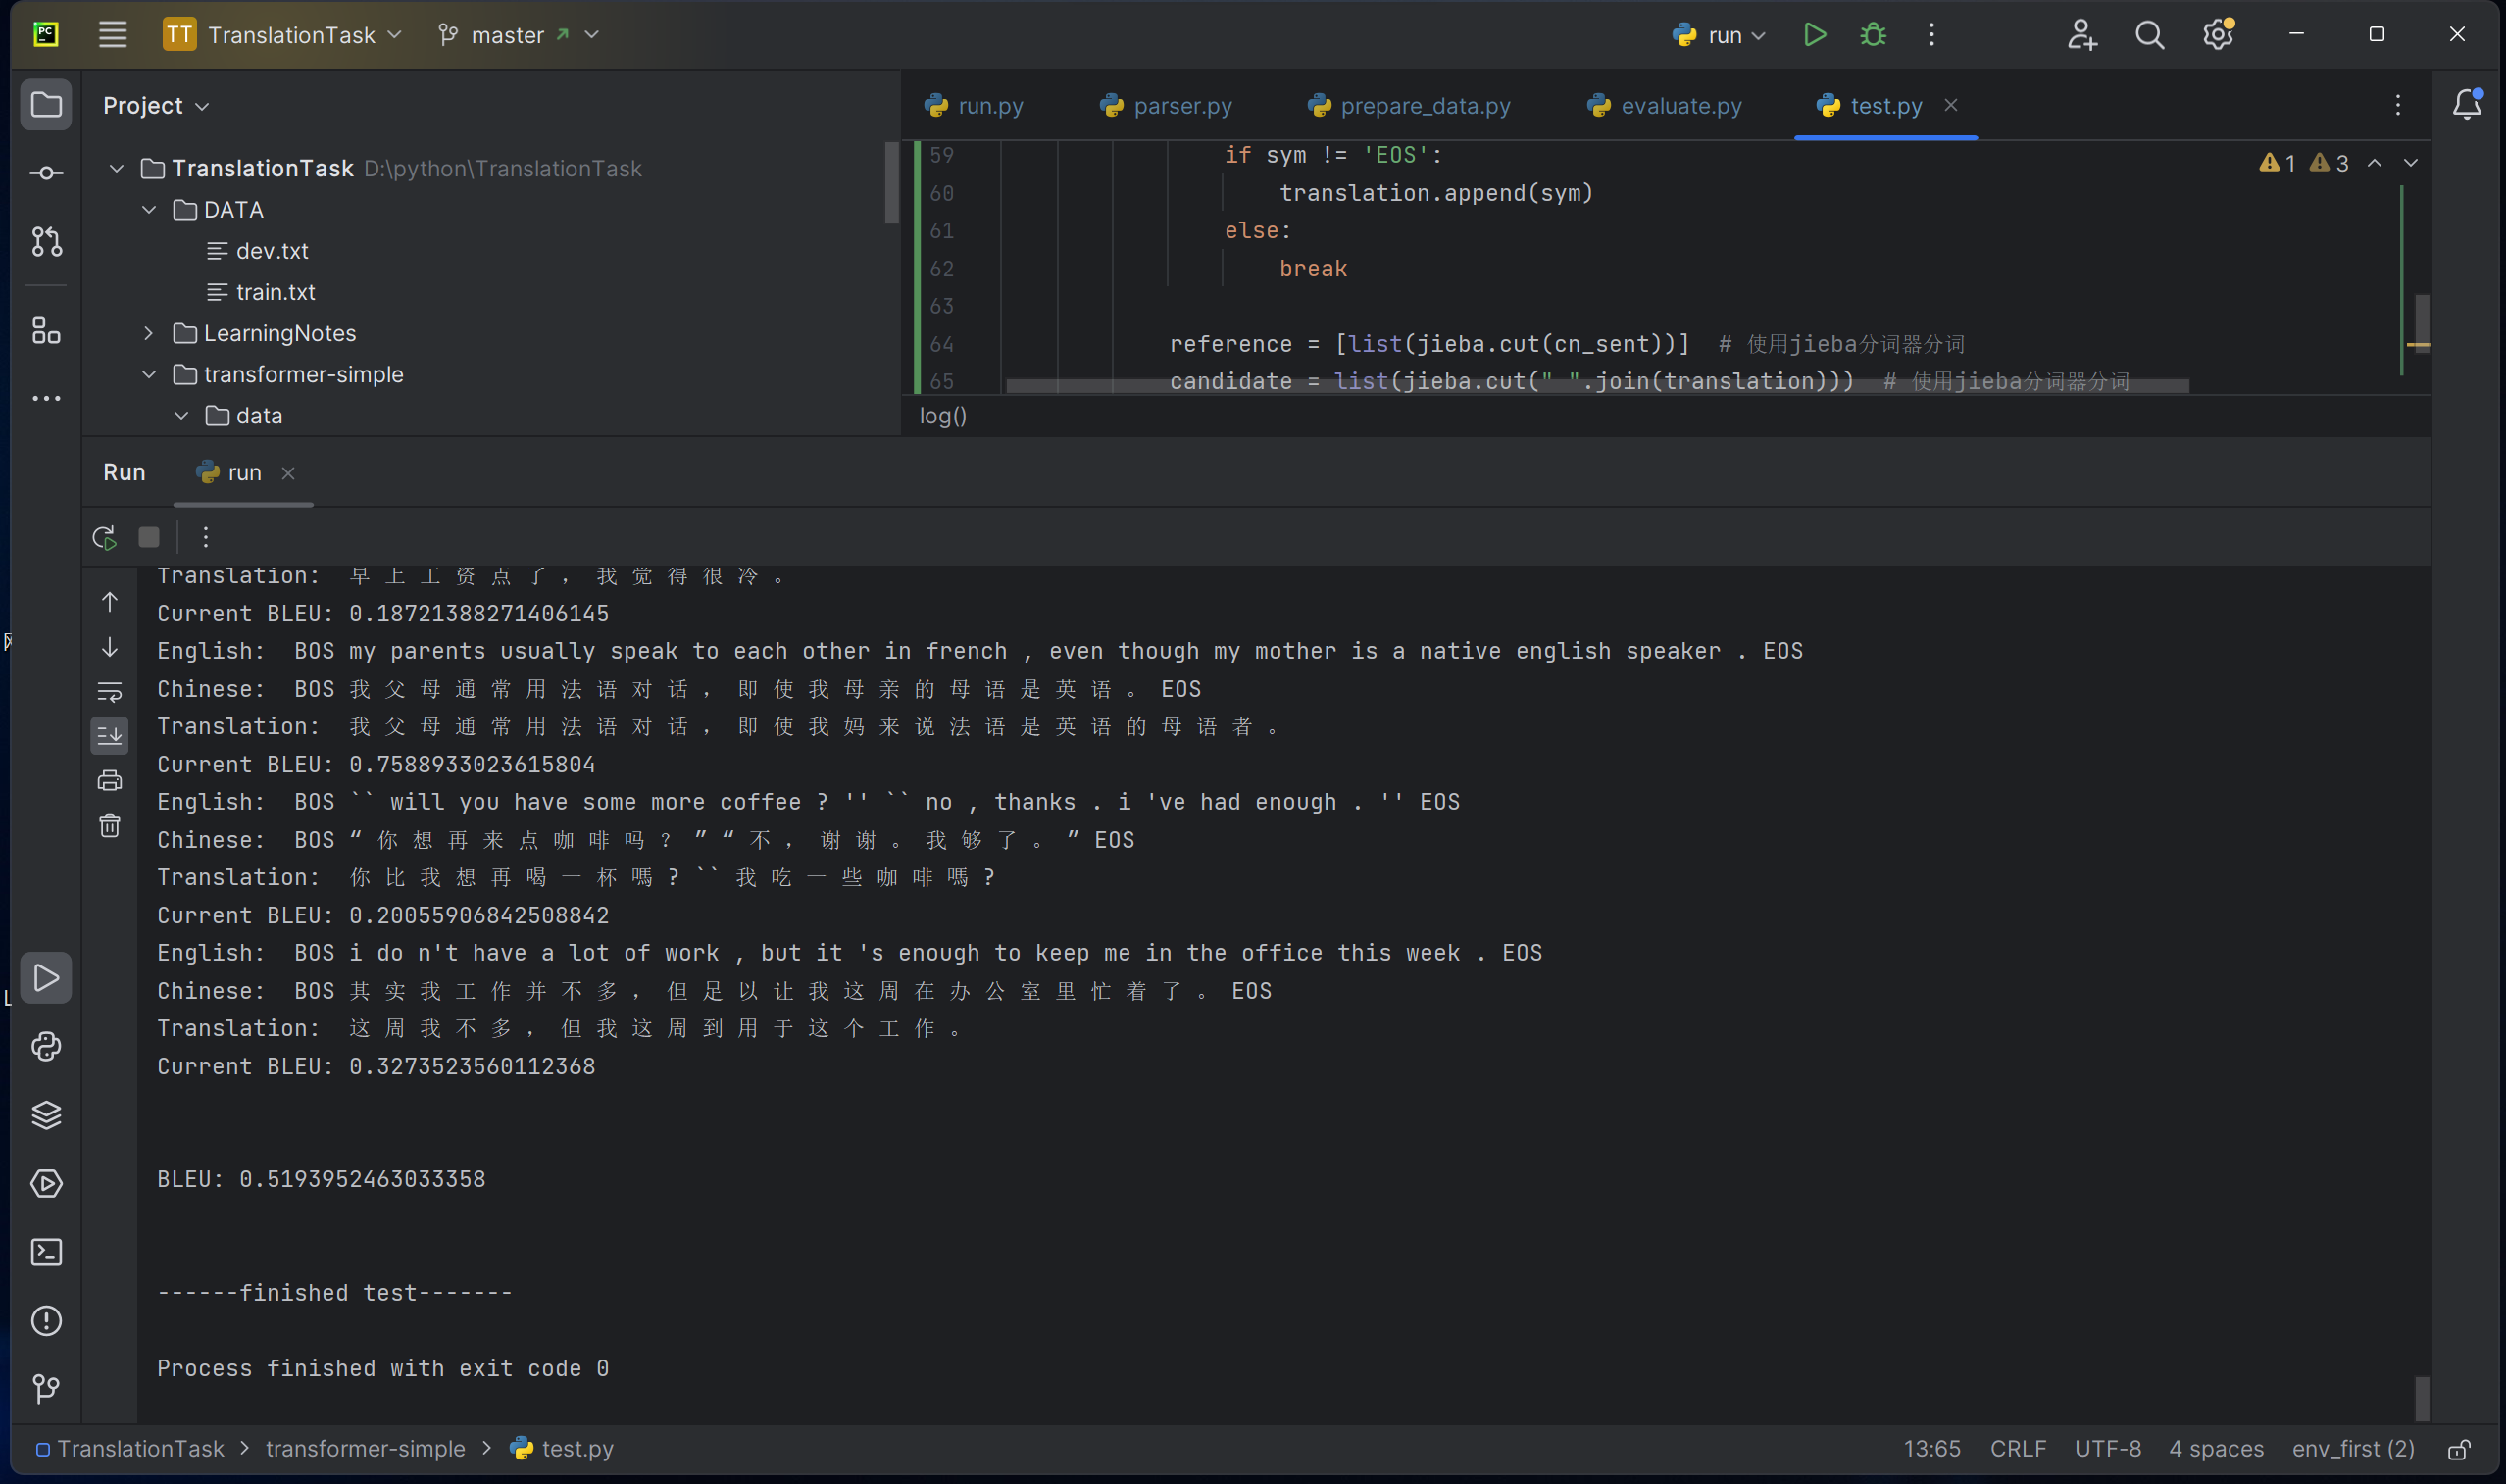 TT TranslationTask master run
Project
TranslationTask D:\python\TranslationTask
DATA
dev.txt
train.txt
LearningNotes
transformer-simple
data
run.py parser.py prepare_data.py evaluate.py test.py
1 3
59 if sym != 'EOS':
60 translation.append(sym)
61 else:
62 break
63
64 reference = [list(jieba.cut(cn_sent))] # 使用jieba分词器分词
65 candidate = list(jieba.cut(" ".join(translation))) # 使用jieba分词器分词
log()
Run run
Translation: 早 上 工 资 点 了 , 我 觉 得 很 冷 。
Current BLEU: 0.18721388271406145
English: BOS my parents usually speak to each other in french , even though my mother is a native english speaker . EOS
Chinese: BOS 我 父 母 通 常 用 法 语 对 话 , 即 使 我 母 亲 的 母 语 是 英 语 。 EOS
Translation: 我 父 母 通 常 用 法 语 对 话 , 即 使 我 妈 来 说 法 语 是 英 语 的 母 语 者 。
Current BLEU: 0.7588933023615804
English: BOS `` will you have some more coffee ? '' `` no , thanks . i 've had enough . '' EOS
Chinese: BOS “ 你 想 再 来 点 咖 啡 吗 ？ ” “ 不 , 谢 谢 。 我 够 了 。 ” EOS
Translation: 你 比 我 想 再 喝 一 杯 嗎 ? `` 我 吃 一 些 咖 啡 嗎 ?
Current BLEU: 0.20055906842508842
English: BOS i do n't have a lot of work , but it 's enough to keep me in the office this week . EOS
Chinese: BOS 其 实 我 工 作 并 不 多 , 但 足 以 让 我 这 周 在 办 公 室 里 忙 着 了 。 EOS
Translation: 这 周 我 不 多 , 但 我 这 周 到 用 于 这 个 工 作 。
Current BLEU: 0.3273523560112368
BLEU: 0.5193952463033358
------finished test-------
Process finished with exit code 0
TranslationTask > transformer-simple > test.py
13:65 CRLF UTF-8 4 spaces env_first (2)